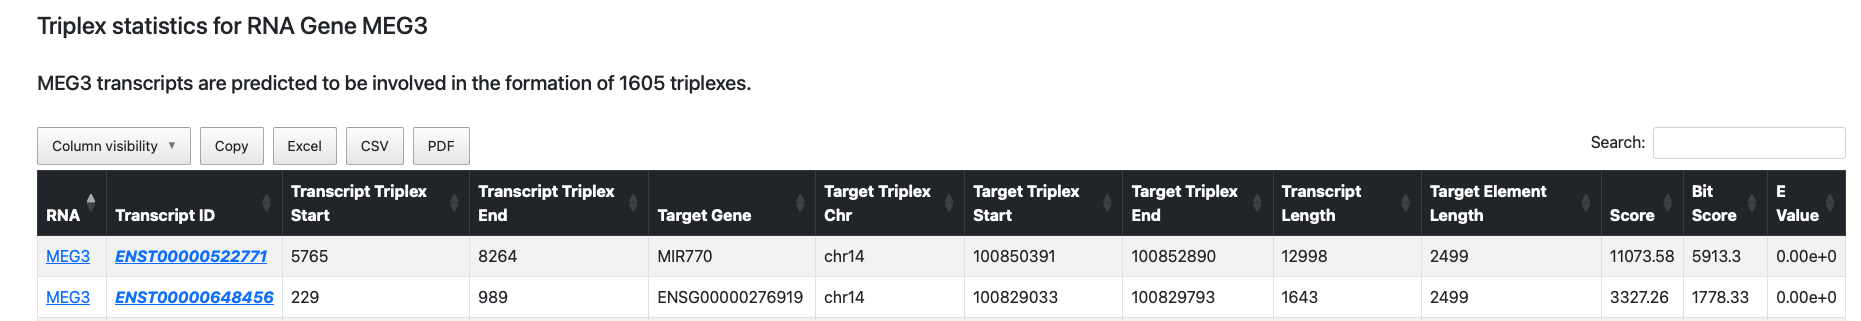 Triplex statistics for RNA Gene MEG3
MEG3 transcripts are predicted to be involved in the formation of 1605 triplexes.
Column visibility ▼ Copy Excel CSV PDF Search:
RNA Transcript ID Transcript Triplex Start Transcript Triplex End Target Gene Target Triplex Chr Target Triplex Start Target Triplex End Transcript Length Target Element Length Score Bit Score E Value
MEG3 ENST00000522771 5765 8264 MIR770 chr14 100850391 100852890 12998 2499 11073.58 5913.3 0.00e+0
MEG3 ENST00000648456 229 989 ENSG00000276919 chr14 100829033 100829793 1643 2499 3327.26 1778.33 0.00e+0